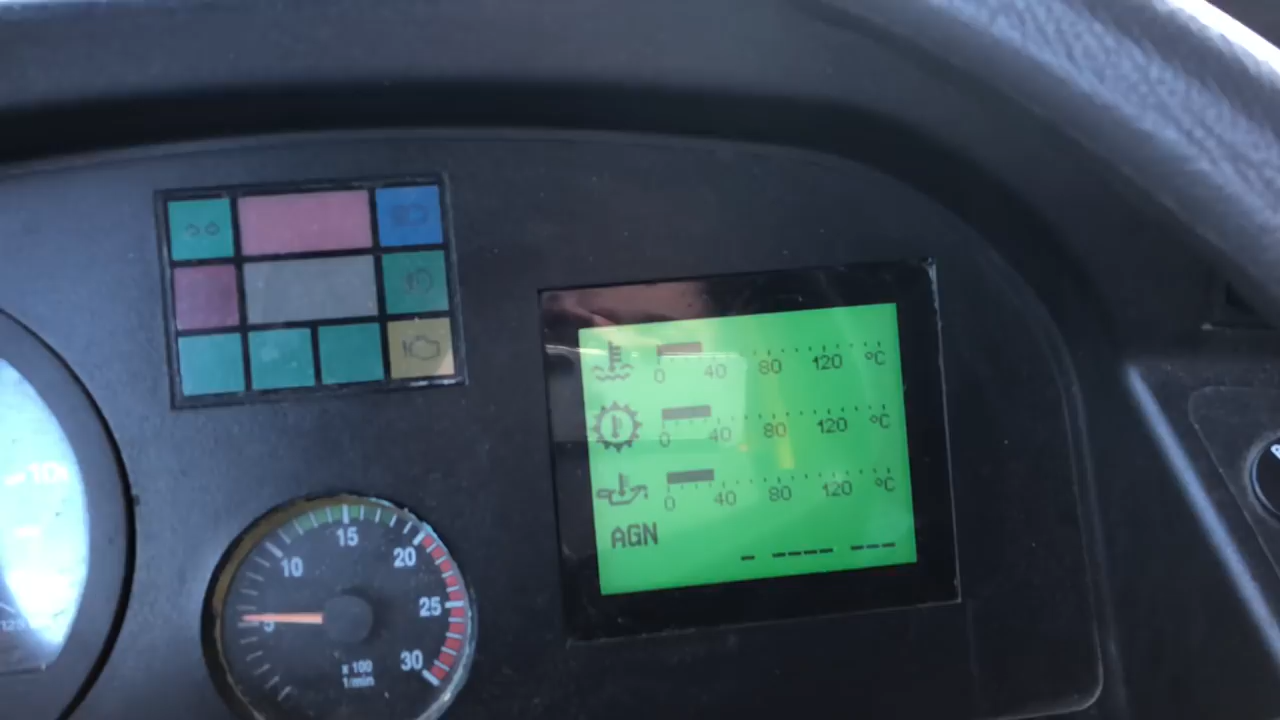 0 40 80 120 °C
0 40 80 120 °C
0 40 80 120 °C
AGN
- ---- ---
5 10 15 20 25 30
x 100
1/min
125